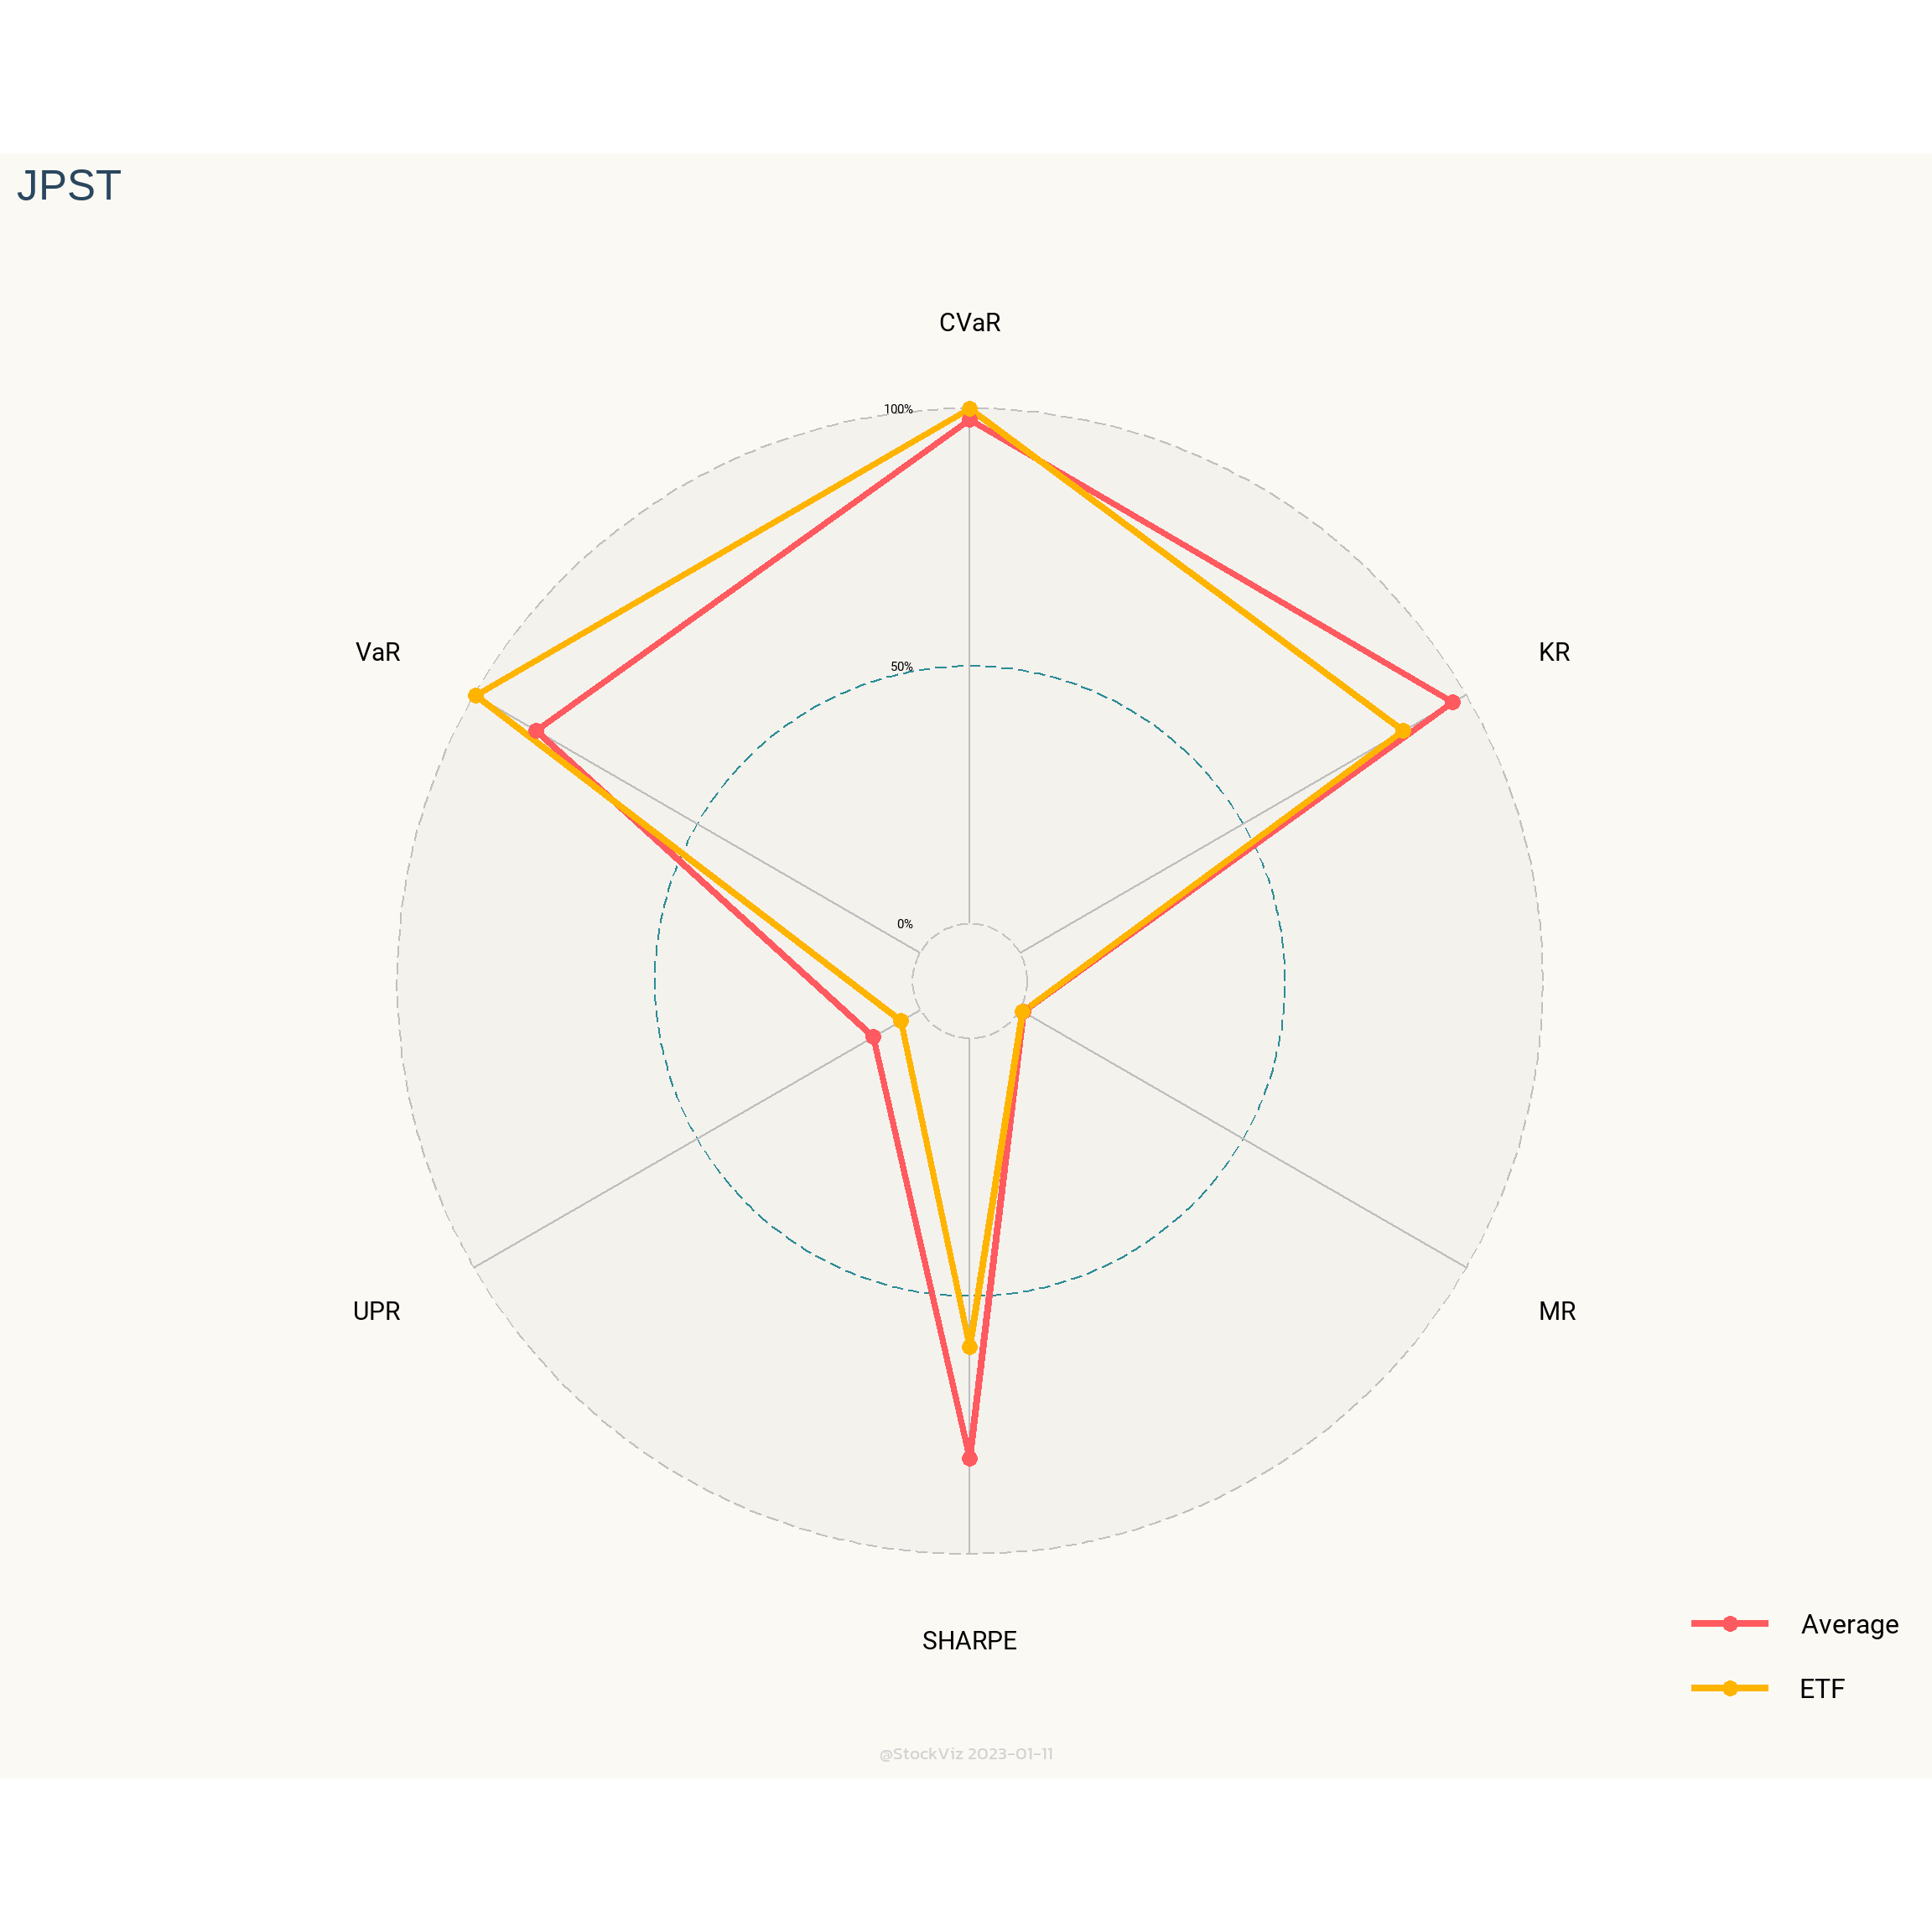 JPST
CVaR
100%
VaR
KR
50%
0%
UPR
MR
SHARPE
Average
ETF
@StockViz 2023-01-11